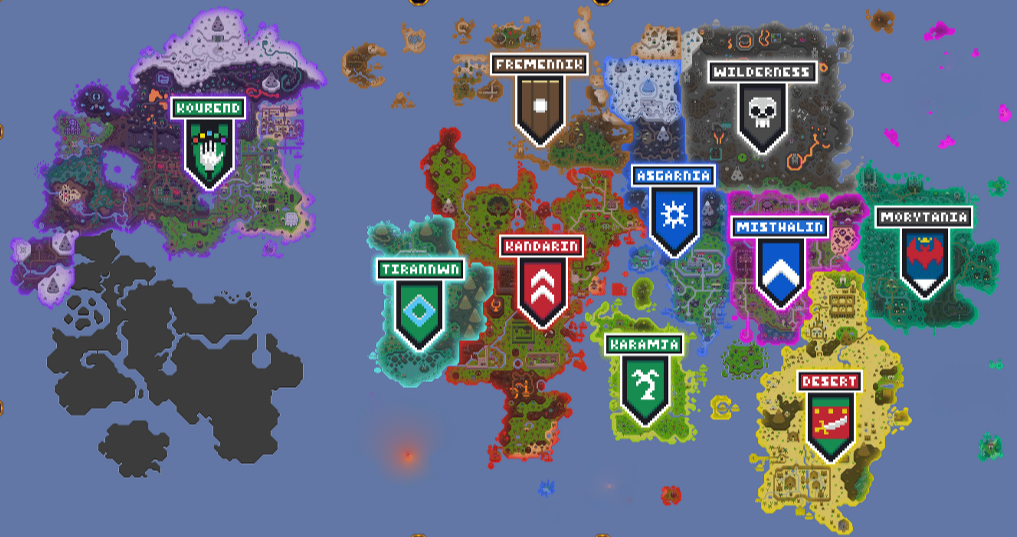 KOUREND
FREMENNIK
WILDERNESS
ASGARNIA
MISTHALIN
MORYTANIA
KANDARIN
TIRANNWN
KARAMJA
DESERT